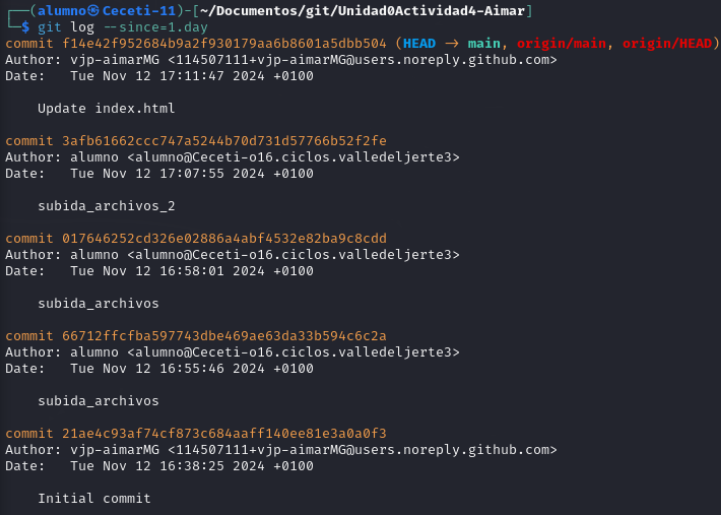 ┌──(alumno㉿Ceceti-11)-[~/Documentos/git/Unidad0Actividad4-Aimar]
└─$ git log --since=1.day
commit f14e42f952684b9a2f930179aa6b8601a5dbb504 (HEAD → main, origin/main, origin/HEAD)
Author: vjp-aimarMG <114507111+vjp-aimarMG@users.noreply.github.com>
Date:   Tue Nov 12 17:11:47 2024 +0100
Update index.html
commit 3afb61662ccc747a5244b70d731d57766b52f2fe
Author: alumno <alumno@Ceceti-o16.ciclos.valledeljerte3>
Date:   Tue Nov 12 17:07:55 2024 +0100
subida_archivos_2
commit 017646252cd326e02886a4abf4532e82ba9c8cdd
Author: alumno <alumno@Ceceti-o16.ciclos.valledeljerte3>
Date:   Tue Nov 12 16:58:01 2024 +0100
subida_archivos
commit 66712ffcfba597743dbe469ae63da33b594c6c2a
Author: alumno <alumno@Ceceti-o16.ciclos.valledeljerte3>
Date:   Tue Nov 12 16:55:46 2024 +0100
subida_archivos
commit 21ae4c93af74cf873c684aaff140ee81e3a0a0f3
Author: vjp-aimarMG <114507111+vjp-aimarMG@users.noreply.github.com>
Date:   Tue Nov 12 16:38:25 2024 +0100
Initial commit